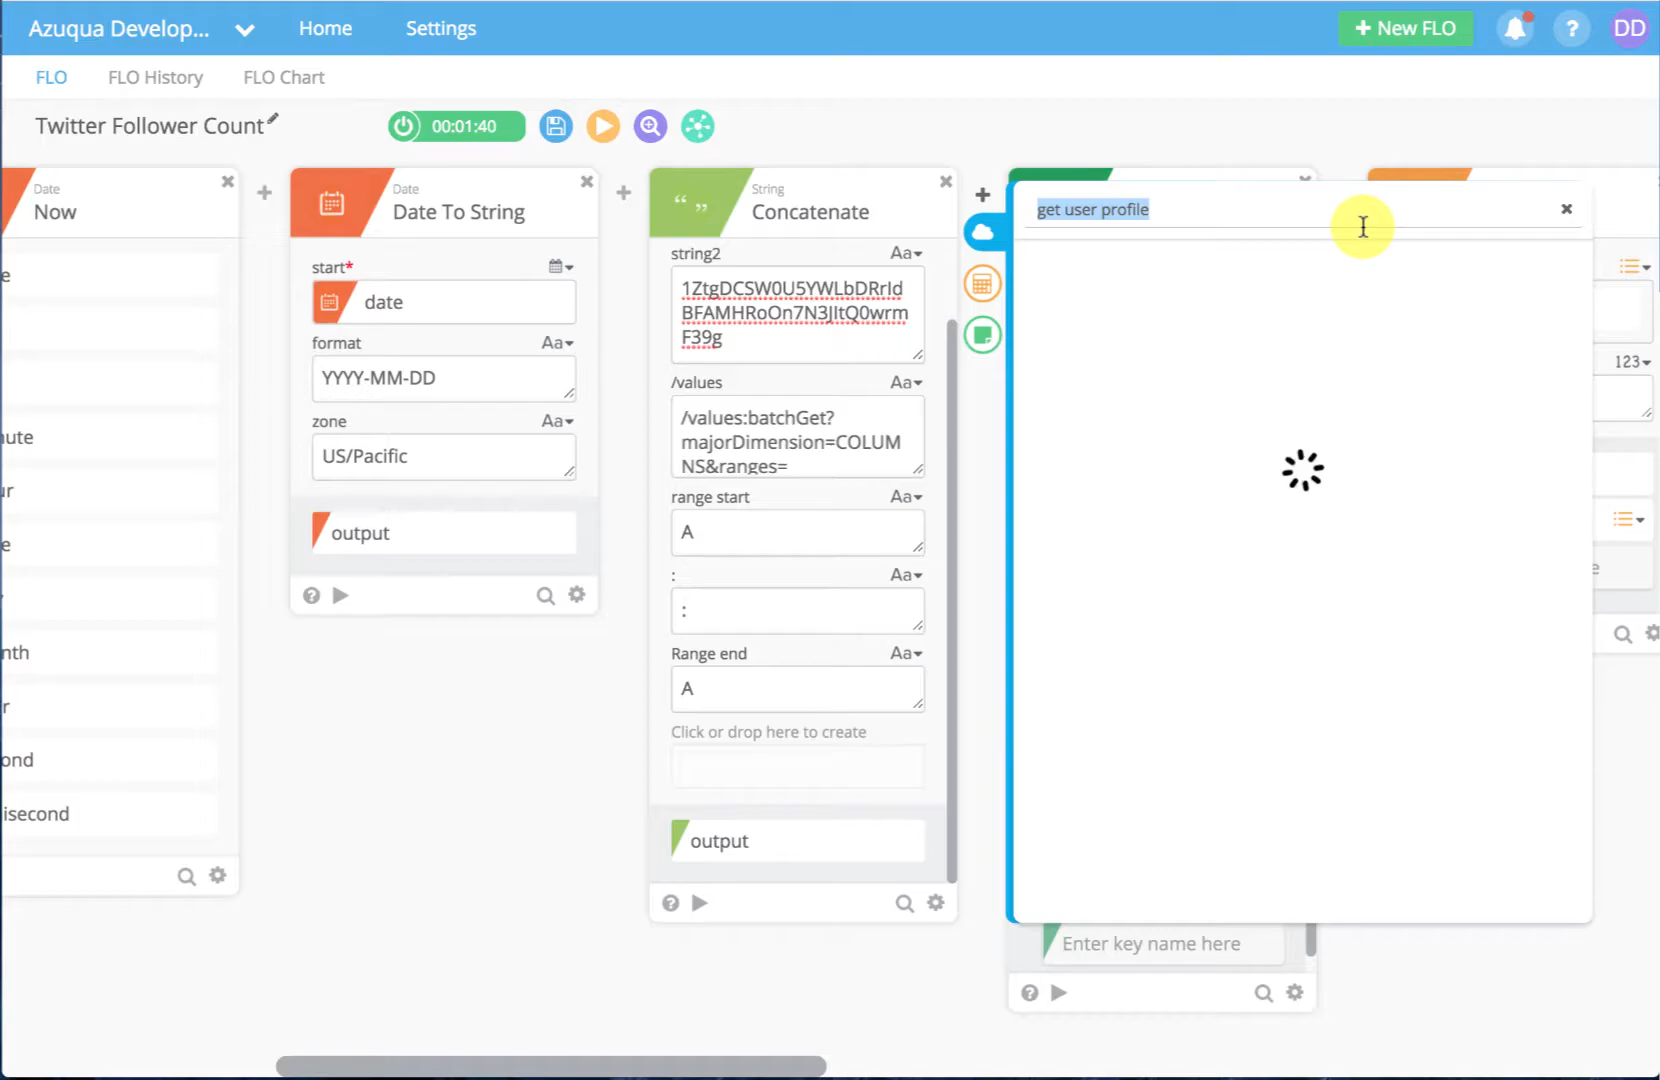 Azuqua Develop...
Home
Settings
+ New FLO
?
DD
FLO
FLO History
FLO Chart
Twitter Follower Count
00:01:40
Date
Now
e
nute
ur
e
nth
r
ond
isecond
Date
Date To String
start*
date
format
Aa
YYYY-MM-DD
zone
Aa
US/Pacific
output
?
String
Concatenate
string2
Aa
1ZtgDCSW0U5YWLbDRrId
BFAMHRoOn7N3JItQ0wrm
F39g
/values
Aa
/values:batchGet?
majorDimension=COLUM
NS&ranges=
range start
Aa
A
:
Aa
:
Range end
Aa
A
Click or drop here to create
output
?
get user profile
Enter key name here
?
123
e